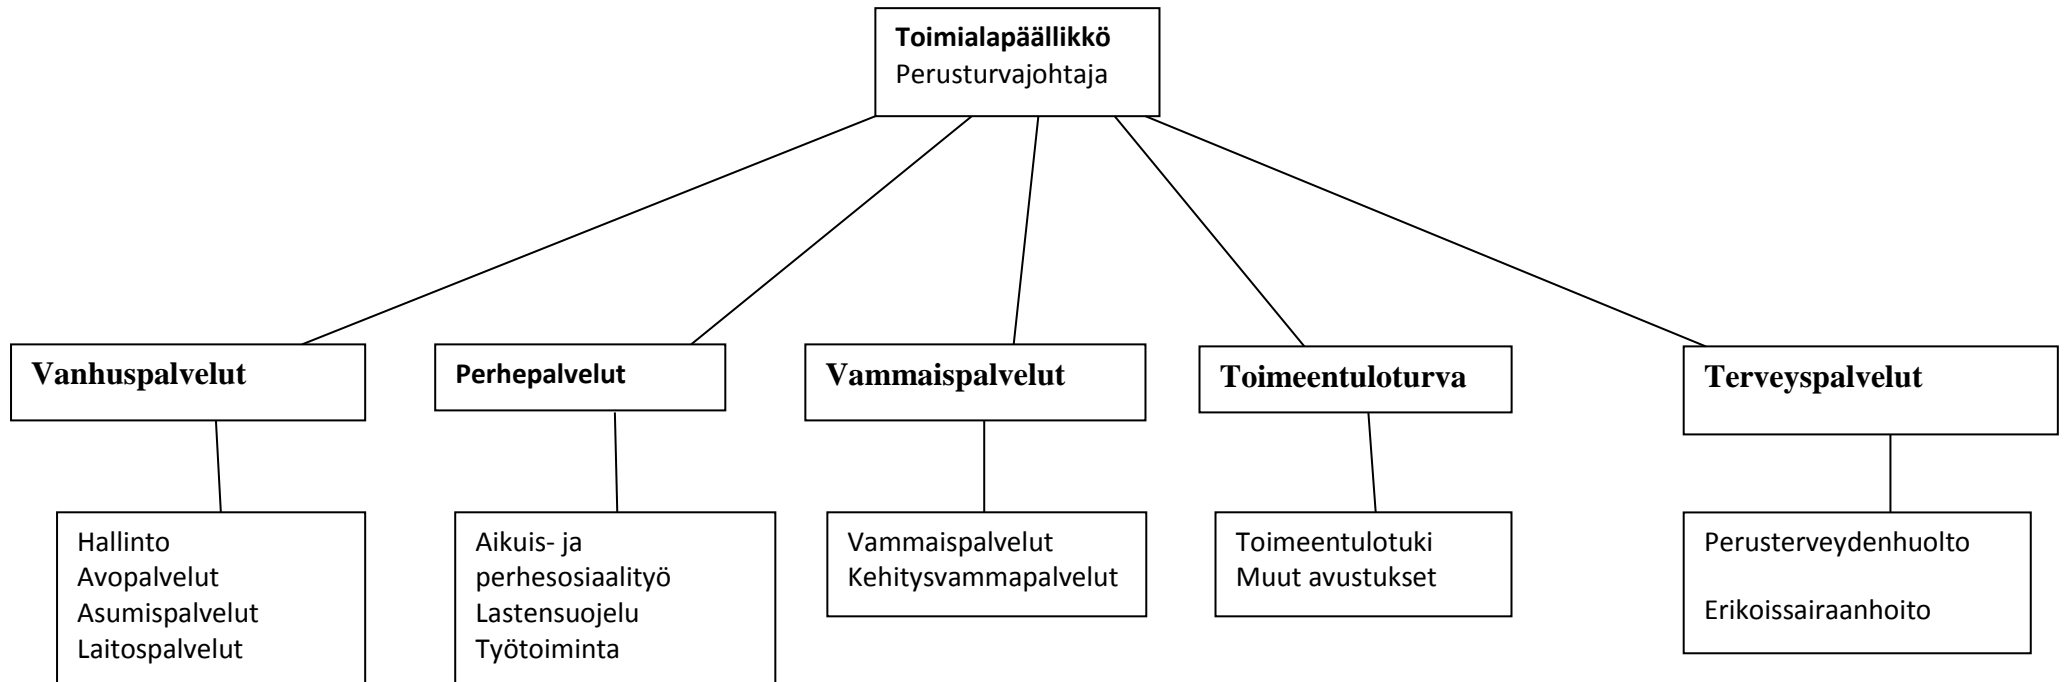 Toimialapäällikkö
Perusturvajohtaja
Vanhuspalvelut
Perhepalvelut
Vammaispalvelut
Toimeentuloturva
Terveyspalvelut
Hallinto
Avopalvelut
Asumispalvelut
Laitospalvelut
Aikuis- ja
perhesosiaalityö
Lastensuojelu
Työtoiminta
Vammaispalvelut
Kehitysvammapalvelut
Toimeentulotuki
Muut avustukset
Perusterveydenhuolto
Erikoissairaanhoito